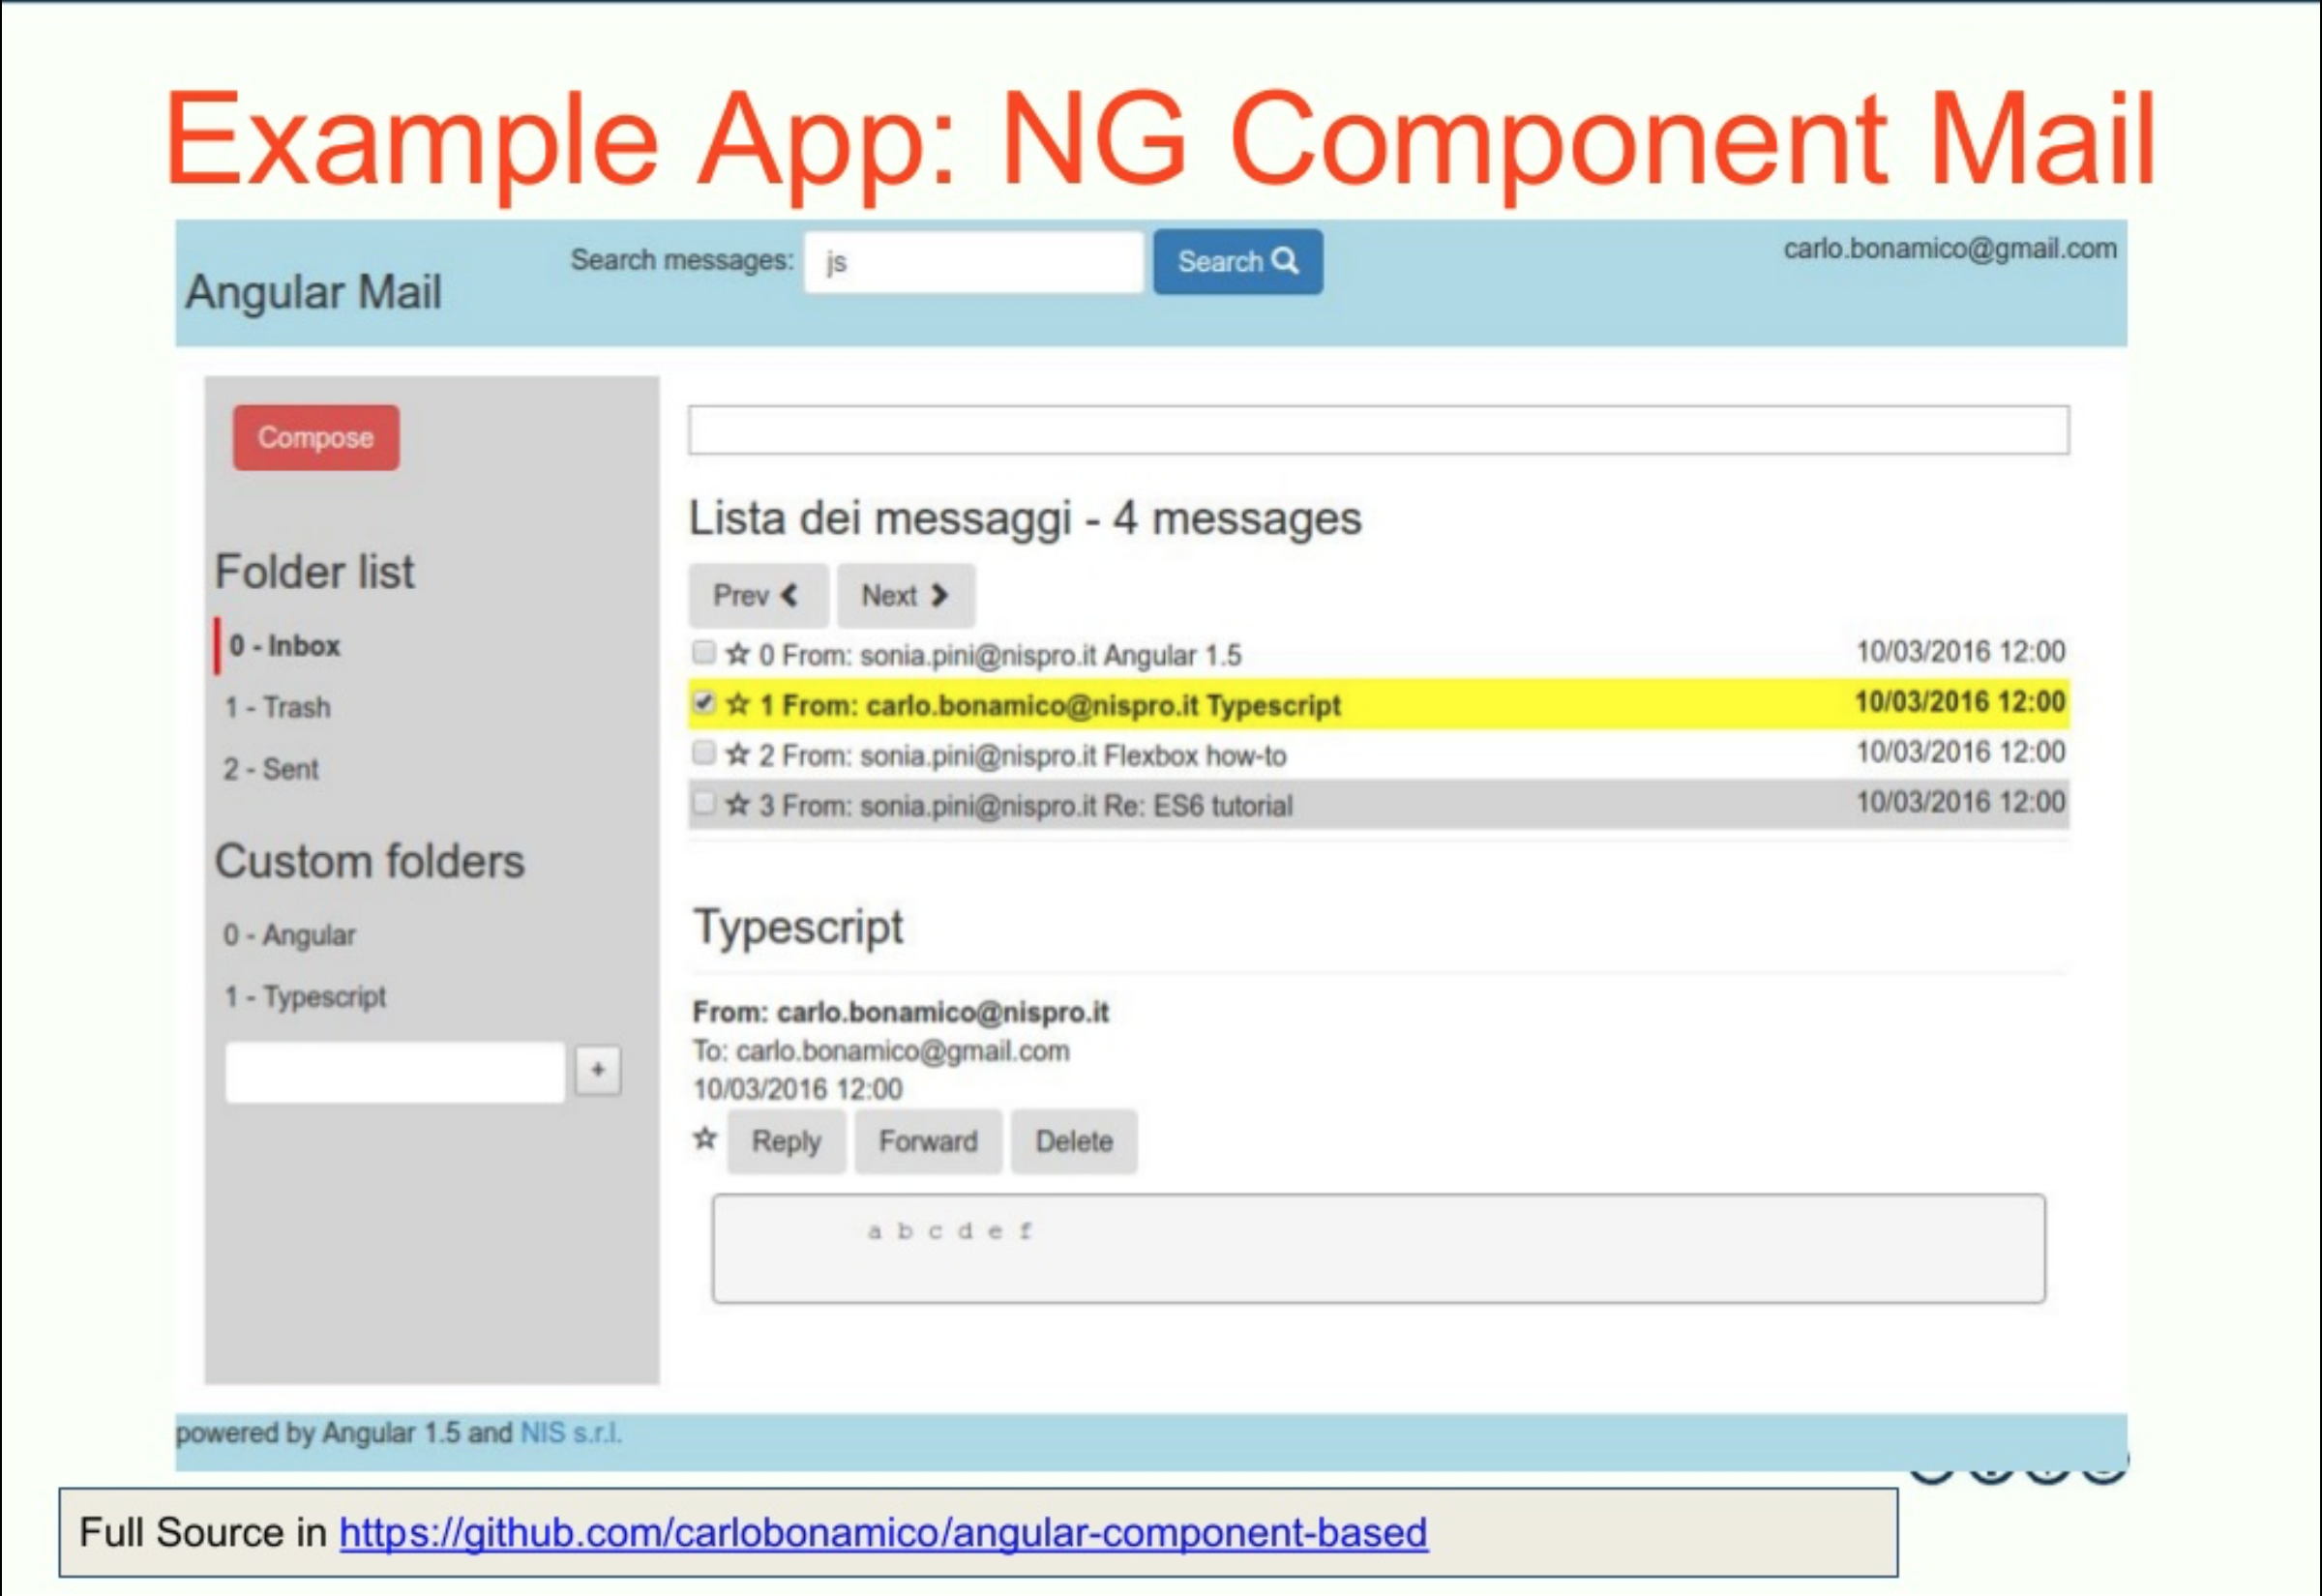 Example App: NG Component Mail
Angular Mail
Search messages:
js
Search
carlo.bonamico@gmail.com
Compose
Folder list
0 - Inbox
1 - Trash
2 - Sent
Custom folders
0 - Angular
1 - Typescript
+
Lista dei messaggi - 4 messages
Prev Next
0 From: sonia.pini@nispro.it Angular 1.5 10/03/2016 12:00
1 From: carlo.bonamico@nispro.it Typescript 10/03/2016 12:00
2 From: sonia.pini@nispro.it Flexbox how-to 10/03/2016 12:00
3 From: sonia.pini@nispro.it Re: ES6 tutorial 10/03/2016 12:00
Typescript
From: carlo.bonamico@nispro.it
To: carlo.bonamico@gmail.com
10/03/2016 12:00
Reply Forward Delete
a b c d e f
powered by Angular 1.5 and NIS s.r.l.
Full Source in https://github.com/carlobonamico/angular-component-based